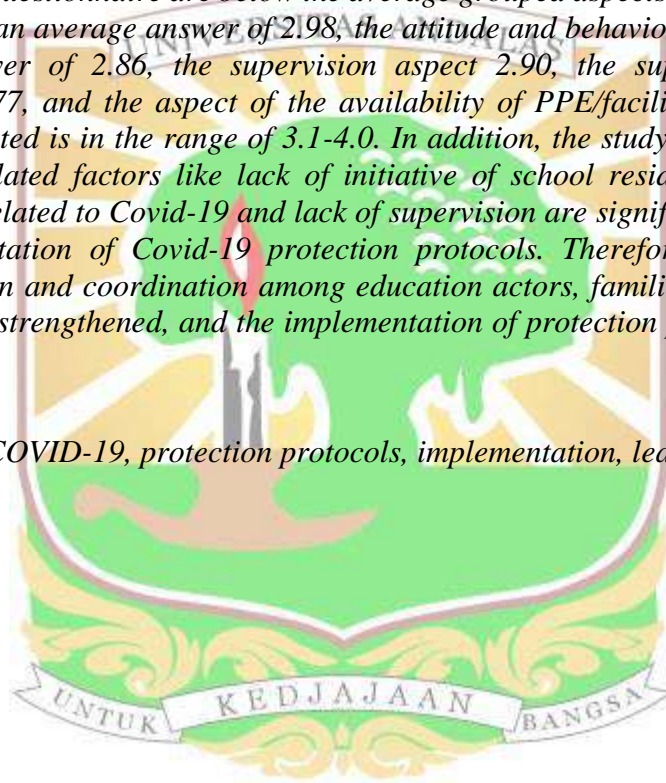 uestionnaire are below the average grouped aspects
an average answer of 2.98, the attitude and behavio
UNIVERSITAS ANDALAS
ver of 2.86, the supervision aspect 2.90, the su
77, and the aspect of the availability of PPE/facili
ted is in the range of 3.1-4.0. In addition, the study
lated factors like lack of initiative of school resid
elated to Covid-19 and lack of supervision are signif
tation of Covid-19 protection protocols. Therefor
n and coordination among education actors, famili
strengthened, and the implementation of protection
COVID-19, protection protocols, implementation, lea
UNTUK KEDJAJAAN BANGSA